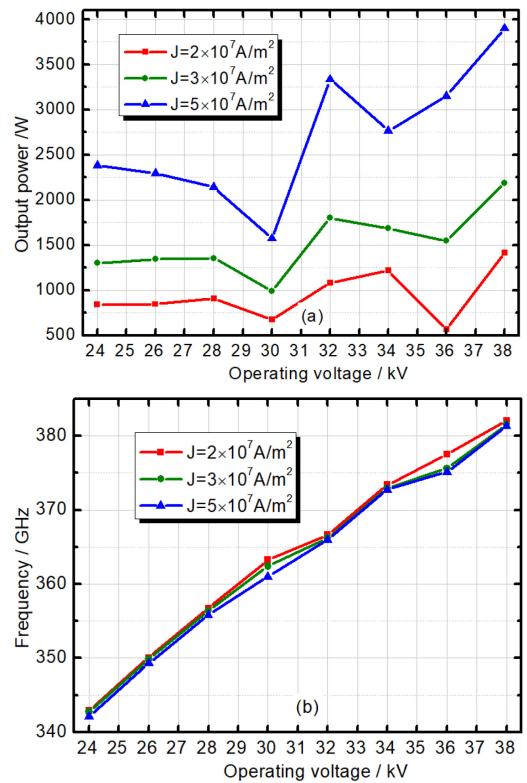 4000
3500
3000
2500
2000
1500
1000
500
Output power /W
J=2×10⁷A/m²
J=3×10⁷A/m²
J=5×10⁷A/m²
(a)
24 25 26 27 28 29 30 31 32 33 34 35 36 37 38
Operating voltage / kV
380
370
360
350
340
Frequency / GHz
J=2×10⁷A/m²
J=3×10⁷A/m²
J=5×10⁷A/m²
(b)
24 25 26 27 28 29 30 31 32 33 34 35 36 37 38
Operating voltage / kV